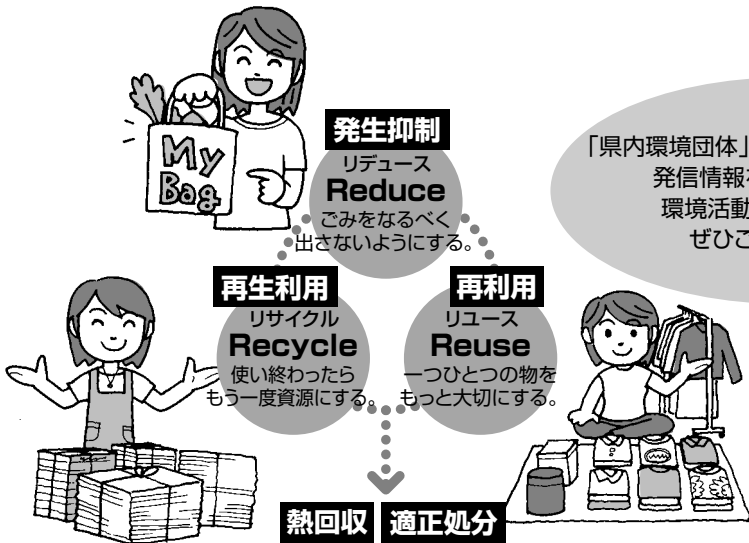 My
Bag
発生抑制
リデュース
Reduce
ごみをなるべく
出さないようにする。
「県内環境団体」
発信情報
環境活動
ぜひご
再生利用
リサイクル
Recycle
使い終わったら
もう一度資源にする。
再利用
リユース
Reuse
一つひとつの物を
もっと大切にする。
熱回収 適正処分